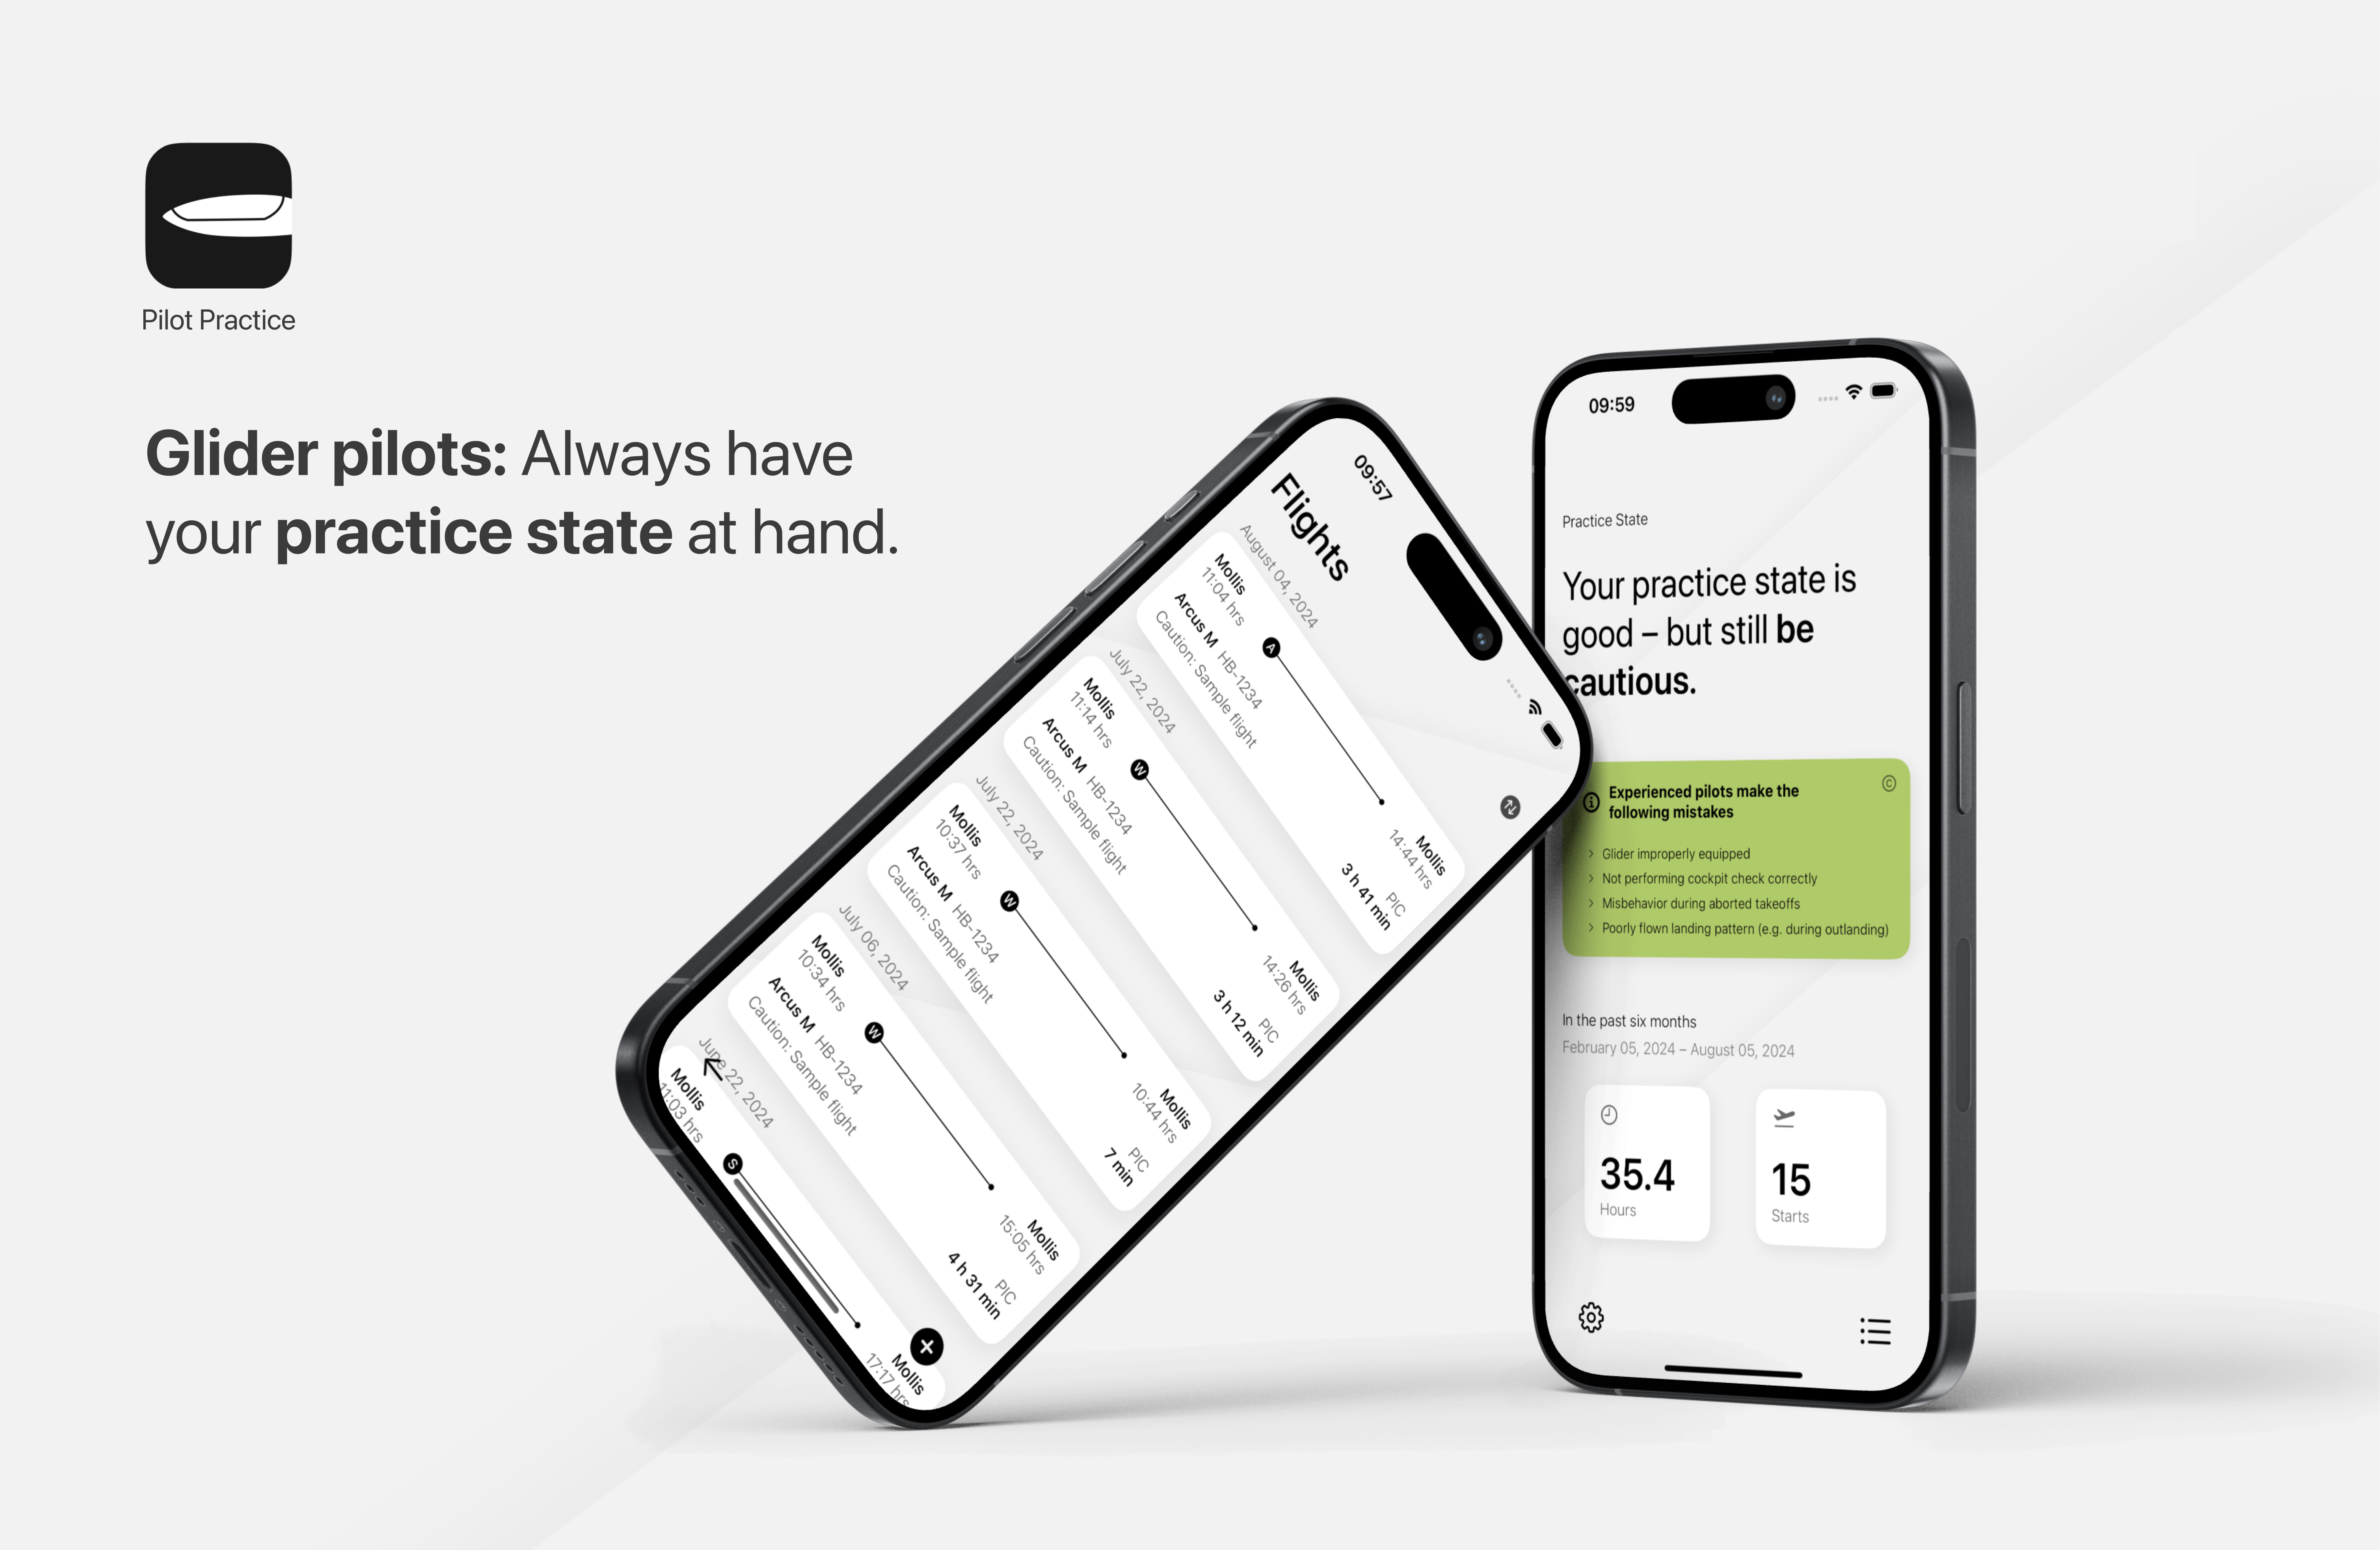 Pilot Practice
Glider pilots: Always have
your practice state at hand.
09:57
Flights
August 04, 2024
Mollis
Mollis
11:04 hrs
A
14:44 hrs
Arcus M HB-1234
PIC
Caution: Sample flight
3 h 41 min
July 22, 2024
Mollis
Mollis
11:14 hrs
W
14:26 hrs
Arcus M HB-1234
PIC
Caution: Sample flight
3 h 12 min
July 22, 2024
Mollis
Mollis
10:37 hrs
W
10:44 hrs
Arcus M HB-1234
PIC
Caution: Sample flight
7 min
July 06, 2024
Mollis
Mollis
10:34 hrs
W
15:05 hrs
Arcus M HB-1234
PIC
Caution: Sample flight
4 h 31 min
June 22, 2024
Mollis
Mollis
11:03 hrs
S
17:17 hrs
09:59
Practice State
Your practice state is
good – but still be
cautious.
Experienced pilots make the
following mistakes
C
Glider improperly equipped
Not performing cockpit check correctly
Misbehavior during aborted takeoffs
Poorly flown landing pattern (e.g. during outlanding)
In the past six months
February 05, 2024 – August 05, 2024
35.4
Hours
15
Starts